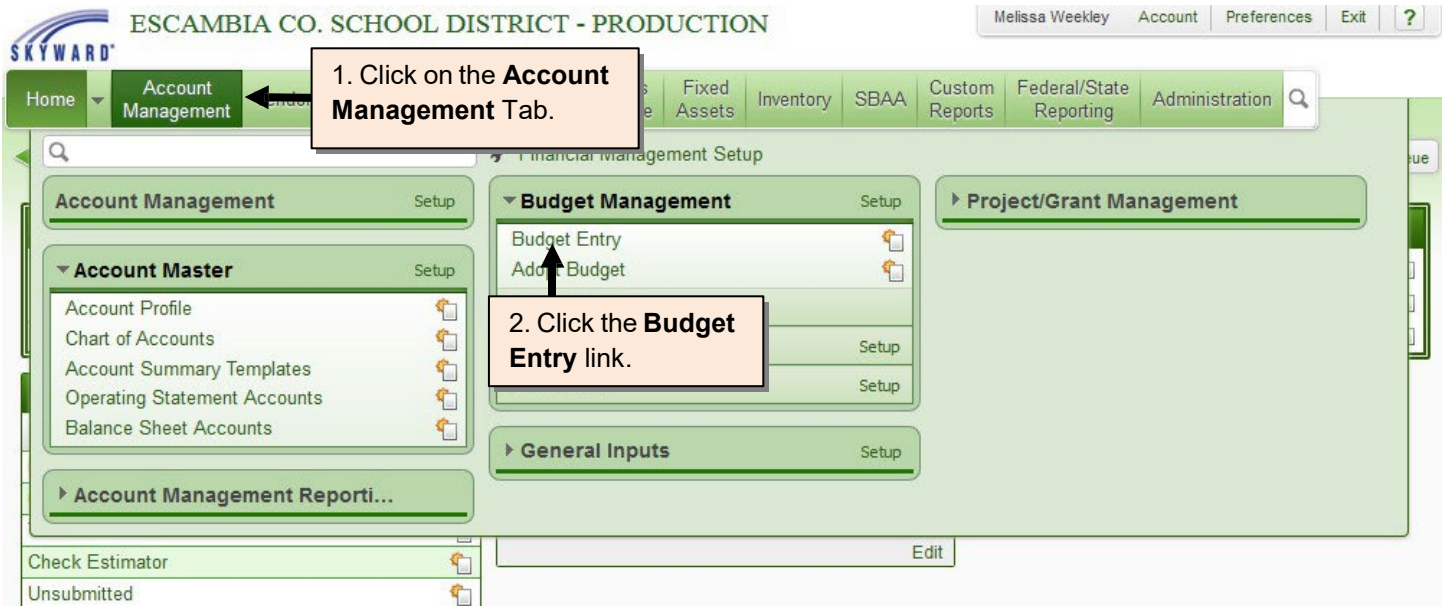 ESCAMBIA CO. SCHOOL DISTRICT - PRODUCTION
Melissa Weekley Account Preferences Exit ?
SKYWARD
Home Account Management Fixed Assets Inventory SBAA Custom Reports Federal/State Reporting Administration
1. Click on the Account
Management Tab.
Financial Management Setup
Account Management Setup
Budget Management Setup
Project/Grant Management
Budget Entry
Adopt Budget
Account Master Setup
Account Profile
Chart of Accounts
Account Summary Templates
Operating Statement Accounts
Balance Sheet Accounts
2. Click the Budget
Entry link.
Setup
Setup
General Inputs Setup
Account Management Reporti...
Edit
Check Estimator
Unsubmitted